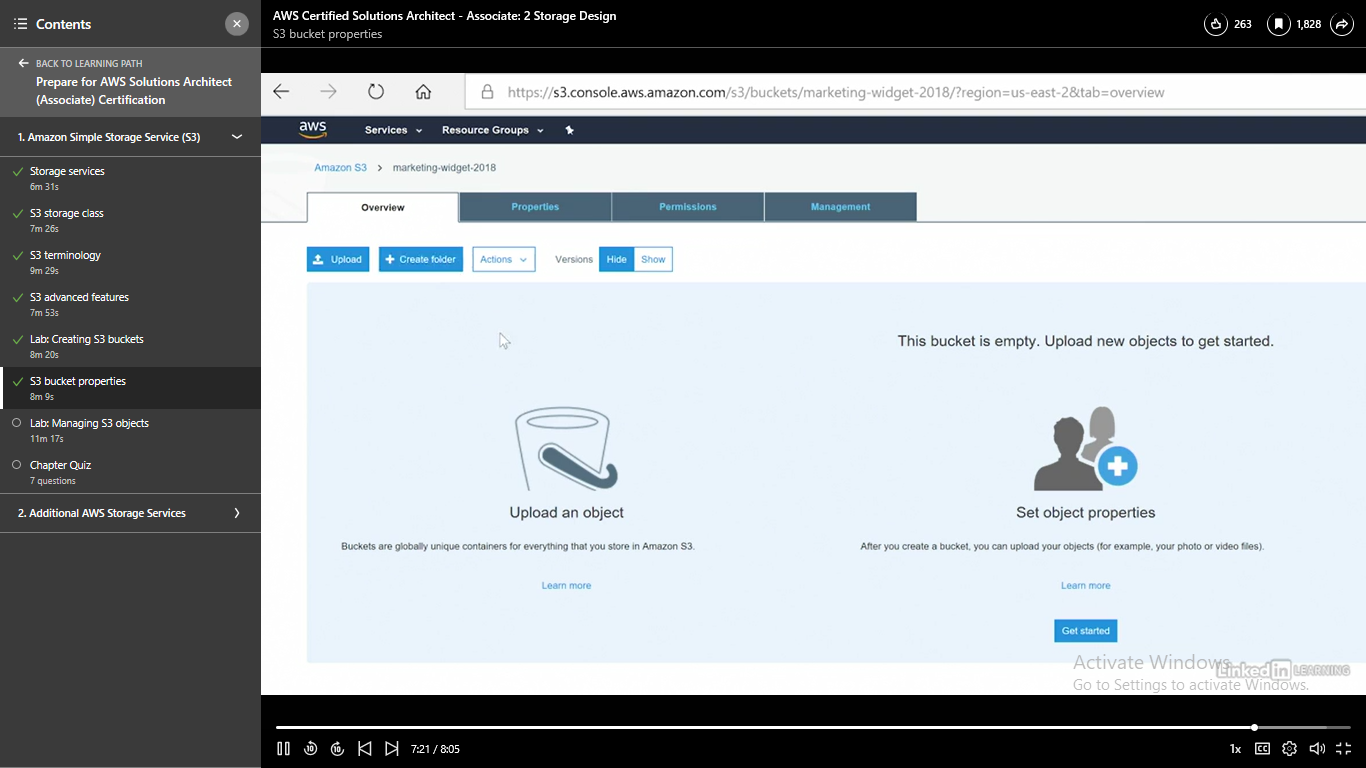 Contents
BACK TO LEARNING PATH
Prepare for AWS Solutions Architect
(Associate) Certification
1. Amazon Simple Storage Service (S3)
Storage services
6m 31s
S3 storage class
7m 26s
S3 terminology
9m 29s
S3 advanced features
7m 53s
Lab: Creating S3 buckets
8m 20s
S3 bucket properties
8m 9s
Lab: Managing S3 objects
11m 17s
Chapter Quiz
7 questions
2. Additional AWS Storage Services
AWS Certified Solutions Architect - Associate: 2 Storage Design
S3 bucket properties
263
1,828
https://s3.console.aws.amazon.com/s3/buckets/marketing-widget-2018/?region=us-east-2&tab=overview
aws Services Resource Groups
Amazon S3 > marketing-widget-2018
Overview Properties Permissions Management
Upload Create folder Actions Versions Hide Show
This bucket is empty. Upload new objects to get started.
Upload an object
Buckets are globally unique containers for everything that you store in Amazon S3.
Learn more
Set object properties
After you create a bucket, you can upload your objects (for example, your photo or video files).
Learn more
Get started
Activate Windows
Go to Settings to activate Windows.
Linked in LEARNING
10 10 7:21 / 8:05 1x CC